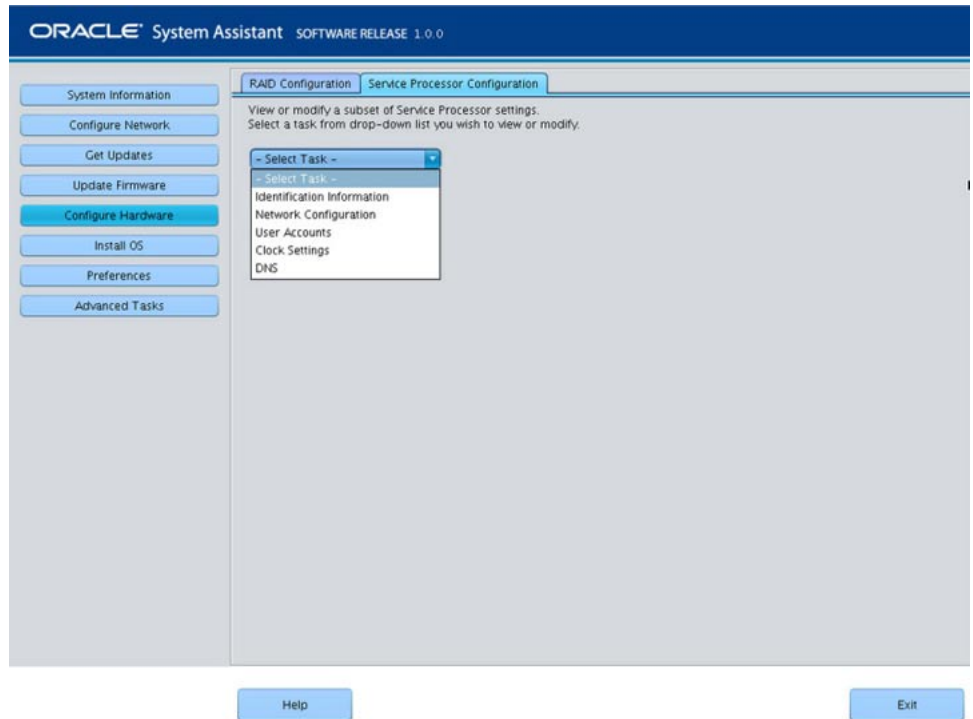 ORACLE System Assistant SOFTWARE RELEASE 1.0.0
System Information
Configure Network
Get Updates
Update Firmware
Configure Hardware
Install OS
Preferences
Advanced Tasks
RAID Configuration Service Processor Configuration
View or modify a subset of Service Processor settings.
Select a task from drop-down list you wish to view or modify.
- Select Task -
- Select Task -
Identification Information
Network Configuration
User Accounts
Clock Settings
DNS
Help Exit